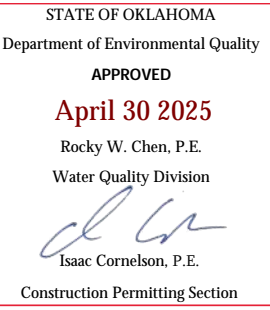 STATE OF OKLAHOMA
Department of Environmental Quality
APPROVED
April 30 2025
Rocky W. Chen, P.E.
Water Quality Division
Isaac Cornelson, P.E.
Construction Permitting Section